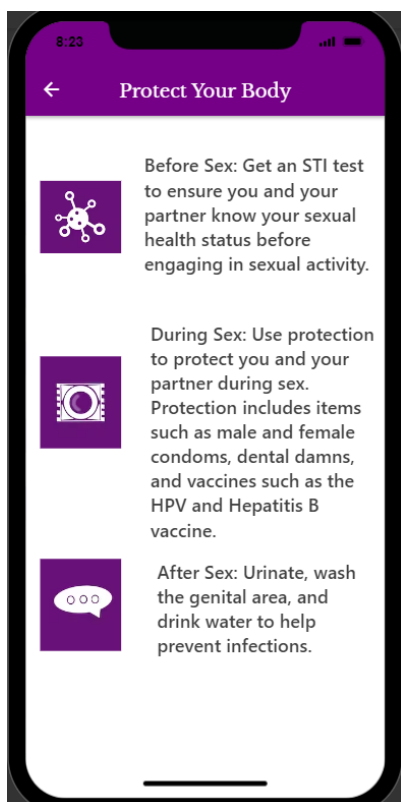 8:23
Protect Your Body
Before Sex: Get an STI test
to ensure you and your
partner know your sexual
health status before
engaging in sexual activity.
During Sex: Use protection
to protect you and your
partner during sex.
Protection includes items
such as male and female
condoms, dental damns,
and vaccines such as the
HPV and Hepatitis B
vaccine.
After Sex: Urinate, wash
the genital area, and
drink water to help
prevent infections.